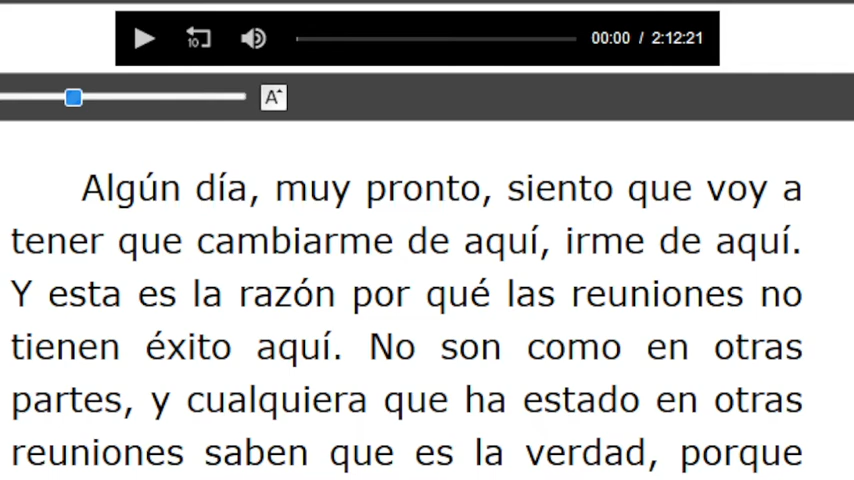 10
00:00 / 2:12:21
A
Algún día, muy pronto, siento que voy a
tener que cambiarme de aquí, irme de aquí.
Y esta es la razón por qué las reuniones no
tienen éxito aquí. No son como en otras
partes, y cualquiera que ha estado en otras
reuniones saben que es la verdad, porque